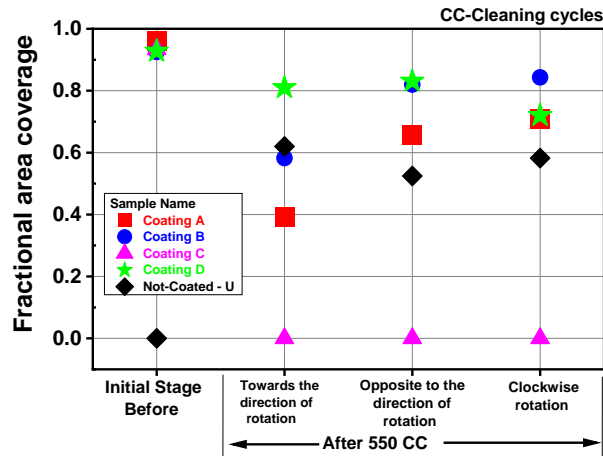 CC-Cleaning cycles
Fractional area coverage
1.0
0.8
0.6
0.4
0.2
0.0
Sample Name
Coating A
Coating B
Coating C
Coating D
Not-Coated - U
Initial Stage
Before
Towards the
direction of
rotation
Opposite to the
direction of
rotation
Clockwise
rotation
After 550 CC